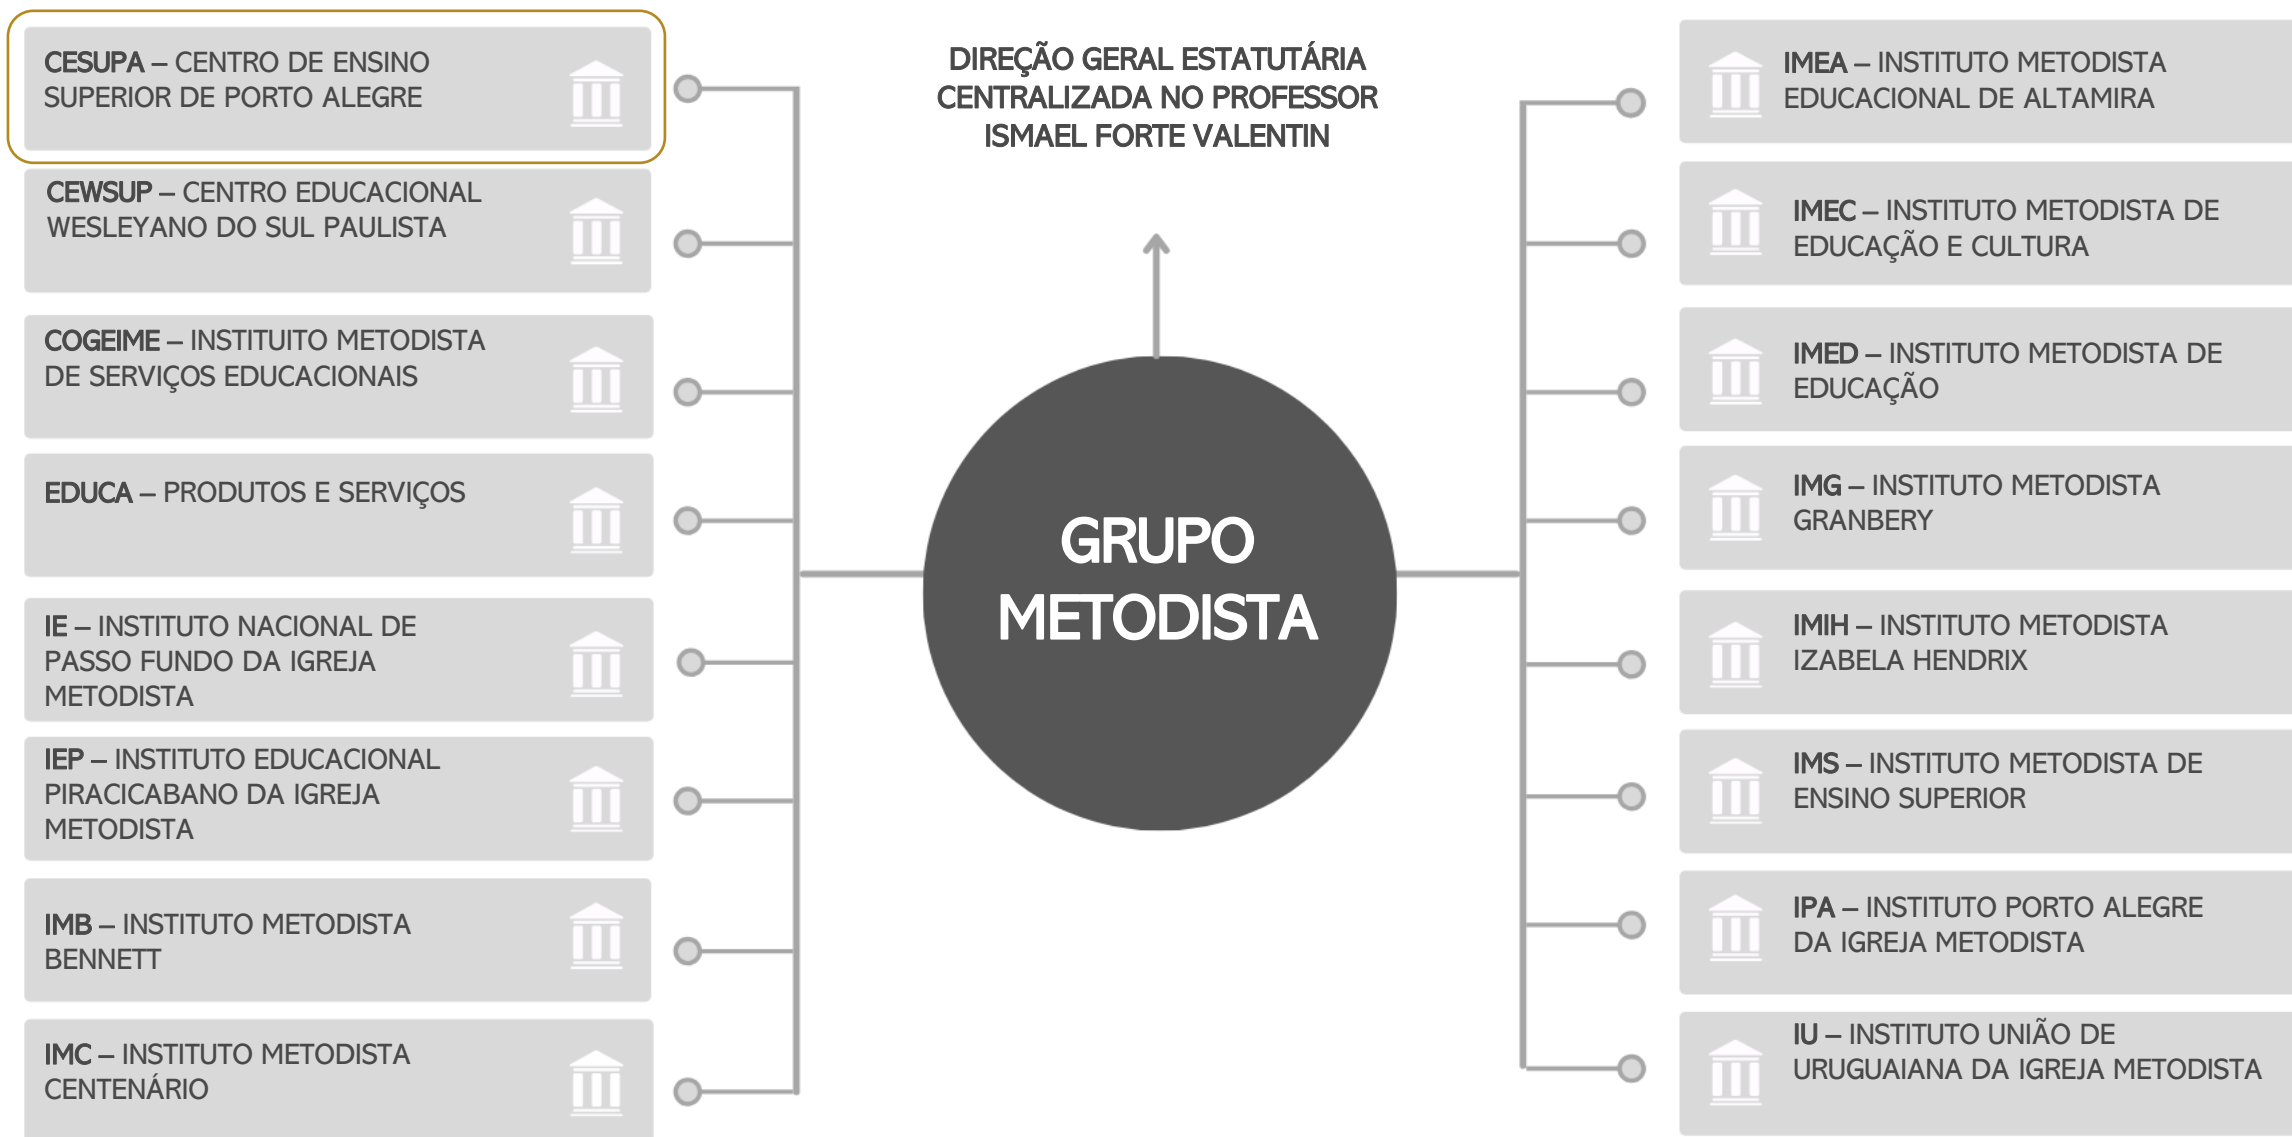 CESUPA – CENTRO DE ENSINO
SUPERIOR DE PORTO ALEGRE
CEWSUP – CENTRO EDUCACIONAL
WESLEYANO DO SUL PAULISTA
COGEIME – INSTITUITO METODISTA
DE SERVIÇOS EDUCACIONAIS
EDUCA – PRODUTOS E SERVIÇOS
IE – INSTITUTO NACIONAL DE
PASSO FUNDO DA IGREJA
METODISTA
IEP – INSTITUTO EDUCACIONAL
PIRACICABANO DA IGREJA
METODISTA
IMB – INSTITUTO METODISTA
BENNETT
IMC – INSTITUTO METODISTA
CENTENÁRIO
DIREÇÃO GERAL ESTATUTÁRIA
CENTRALIZADA NO PROFESSOR
ISMAEL FORTE VALENTIN
GRUPO
METODISTA
IMEA – INSTITUTO METODISTA
EDUCACIONAL DE ALTAMIRA
IMEC – INSTITUTO METODISTA DE
EDUCAÇÃO E CULTURA
IMED – INSTITUTO METODISTA DE
EDUCAÇÃO
IMG – INSTITUTO METODISTA
GRANBERY
IMIH – INSTITUTO METODISTA
IZABELA HENDRIX
IMS – INSTITUTO METODISTA DE
ENSINO SUPERIOR
IPA – INSTITUTO PORTO ALEGRE
DA IGREJA METODISTA
IU – INSTITUTO UNIÃO DE
URUGUAIANA DA IGREJA METODISTA